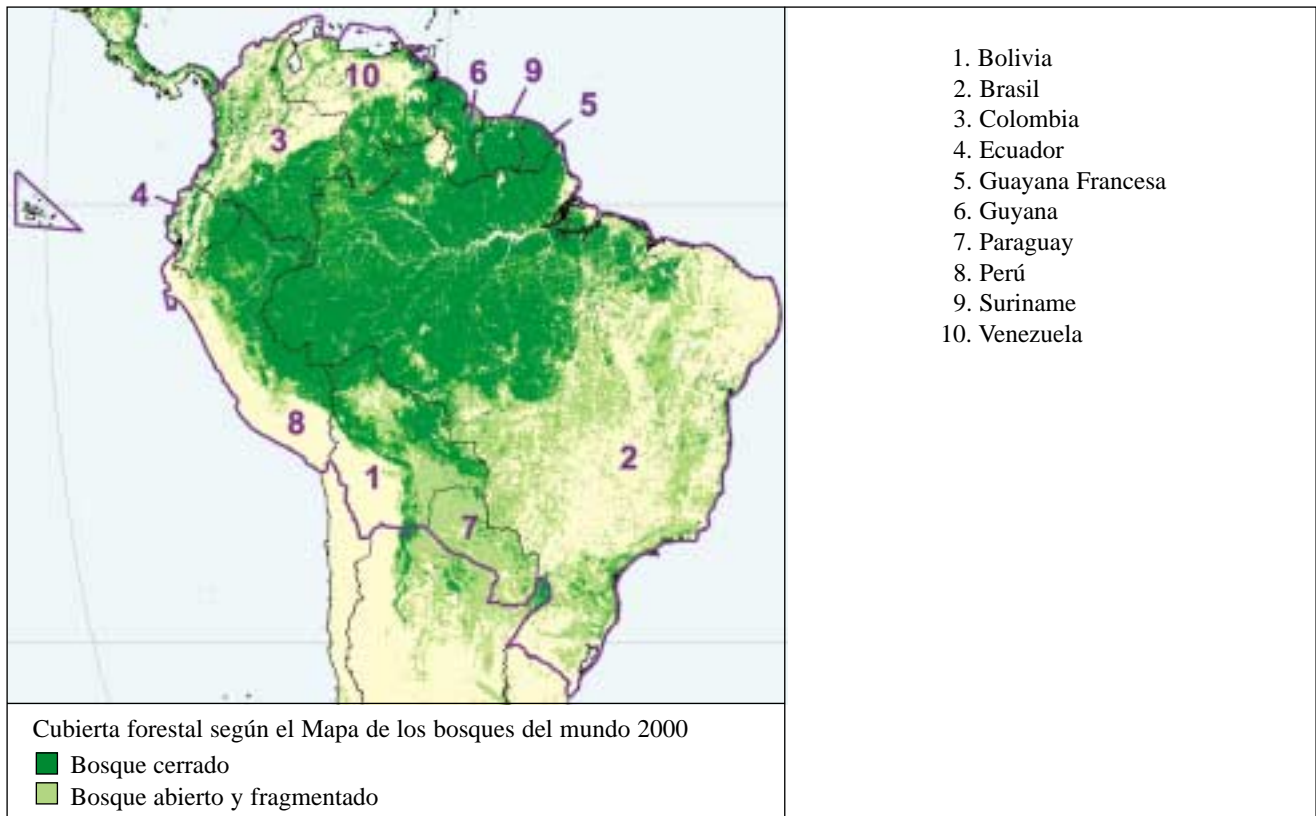 10
6
9
5
3
4
8
1
2
7
Cubierta forestal según el Mapa de los bosques del mundo 2000
Bosque cerrado
Bosque abierto y fragmentado
1. Bolivia
2. Brasil
3. Colombia
4. Ecuador
5. Guayana Francesa
6. Guyana
7. Paraguay
8. Perú
9. Suriname
10. Venezuela